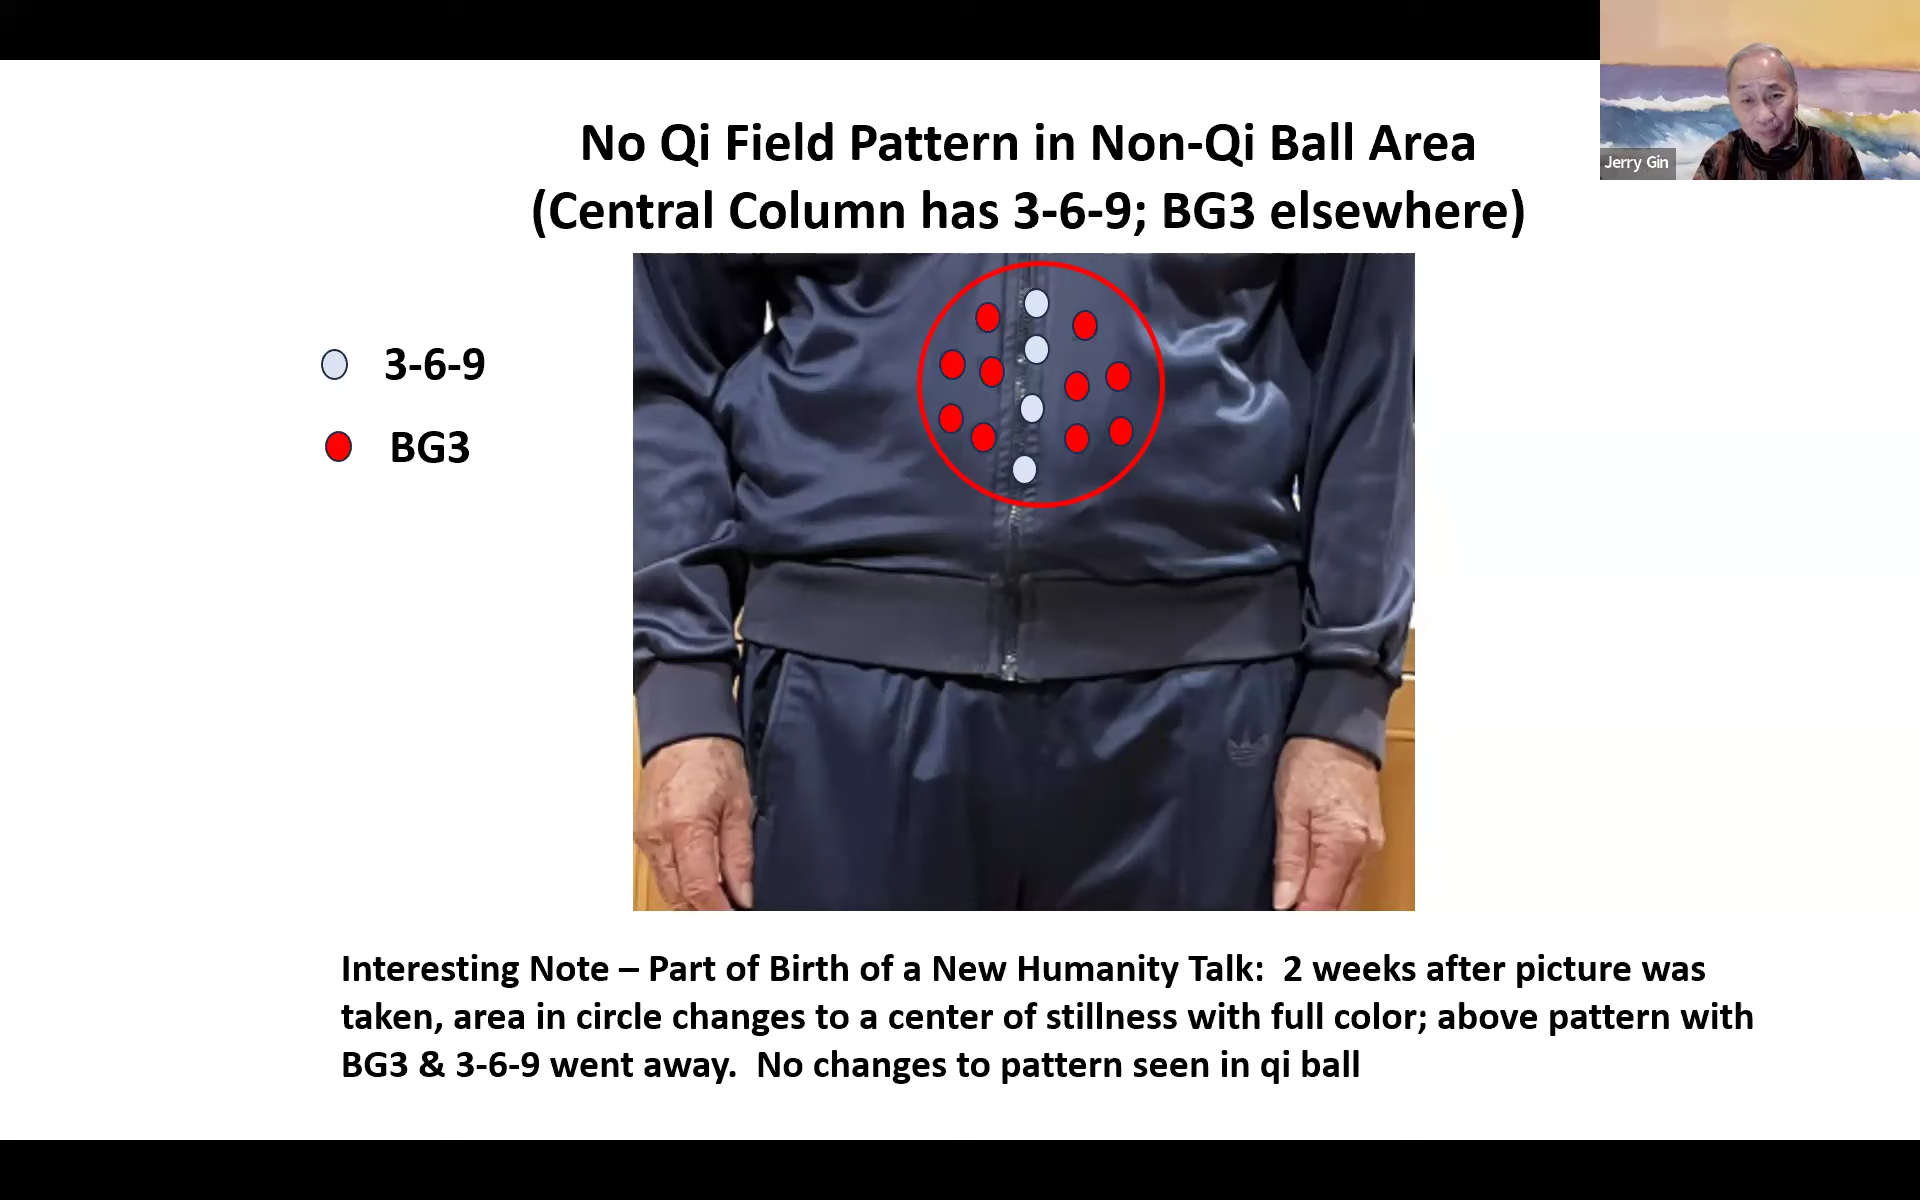 No Qi Field Pattern in Non-Qi Ball Area
(Central Column has 3-6-9; BG3 elsewhere)
Jerry Gin
3-6-9
BG3
Interesting Note – Part of Birth of a New Humanity Talk:  2 weeks after picture was
taken, area in circle changes to a center of stillness with full color; above pattern with
BG3 & 3-6-9 went away.  No changes to pattern seen in qi ball